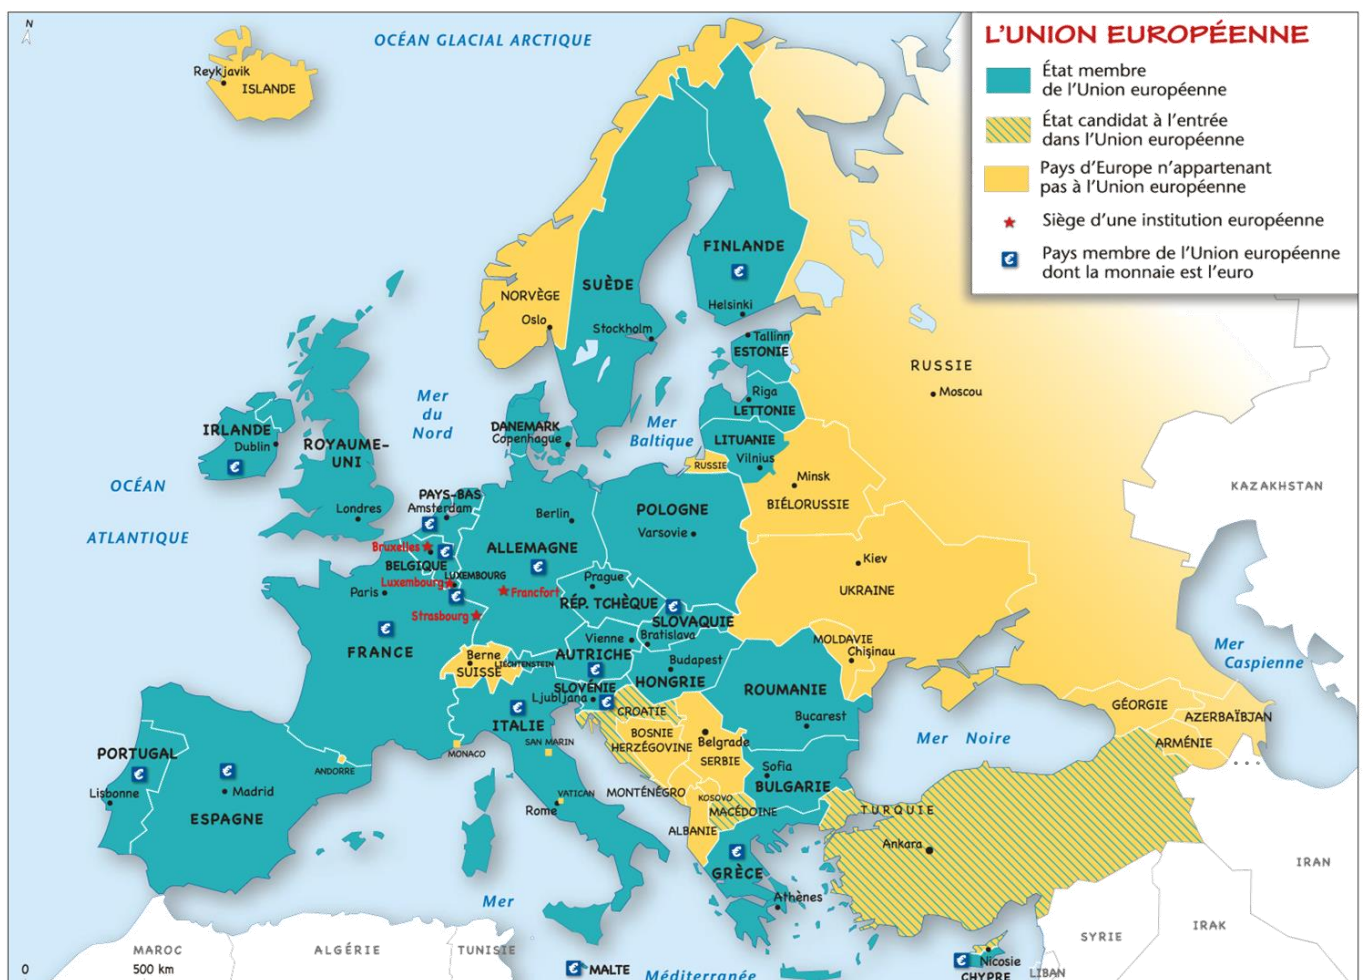 N
OCÉAN GLACIAL ARCTIQUE
L'UNION EUROPÉENNE
État membre
de l'Union européenne
État candidat à l'entrée
dans l'Union européenne
Pays d'Europe n'appartenant
pas à l'Union européenne
Siège d'une institution européenne
€
Pays membre de l'Union européenne
dont la monnaie est l'euro
Reykjavik
ISLANDE
FINLANDE
€
Helsinki
SUÈDE
Stockholm
NORVÈGE
Oslo
Tallinn
ESTONIE
RUSSIE
Moscou
Riga
LETTONIE
Mer
du
Nord
Mer
Baltique
DANEMARK
Copenhague
LITUANIE
Vilnius
RUSSIE
IRLANDE
Dublin
€
ROYAUME-
UNI
Londres
Minsk
BIÉLORUSSIE
KAZAKHSTAN
OCÉAN
ATLANTIQUE
PAYS-BAS
Amsterdam
€
Berlin
ALLEMAGNE
€
POLOGNE
Varsovie
Bruxelles
€
BELGIQUE
LUXEMBOURG
Luxembourg
€
Francfort
Strasbourg
Paris
€
FRANCE
Prague
RÉP. TCHÈQUE
€
SLOVAQUIE
Bratislava
Kiev
UKRAINE
MOLDAVIE
Chişinau
Vienne
AUTRICHE
€
Berne
SUISSE
LIECHTENSTEIN
Budapest
HONGRIE
ROUMANIE
Bucarest
Mer
Caspienne
SLOVÉNIE
Ljubljana
€
CROATIE
€
ITALIE
SAN MARIN
MONACO
BOSNIE
HERZÉGOVINE
Belgrade
SERBIE
GÉORGIE
AZERBAÏBJAN
ARMÉNIE
Mer Noire
Sofia
BULGARIE
PORTUGAL
€
Lisbonne
€
Madrid
ESPAGNE
ANDORRE
VATICAN
Rome
MONTÉNÉGRO
KOSOVO
MACÉDOINE
ALBANIE
TURQUIE
Ankara
€
GRÈCE
Athènes
IRAN
Mer
Méditerranée
SYRIE
IRAK
MAROC
ALGÉRIE
TUNISIE
€
MALTE
€
Nicosie
CHYPRE
LIBAN
0
500 km